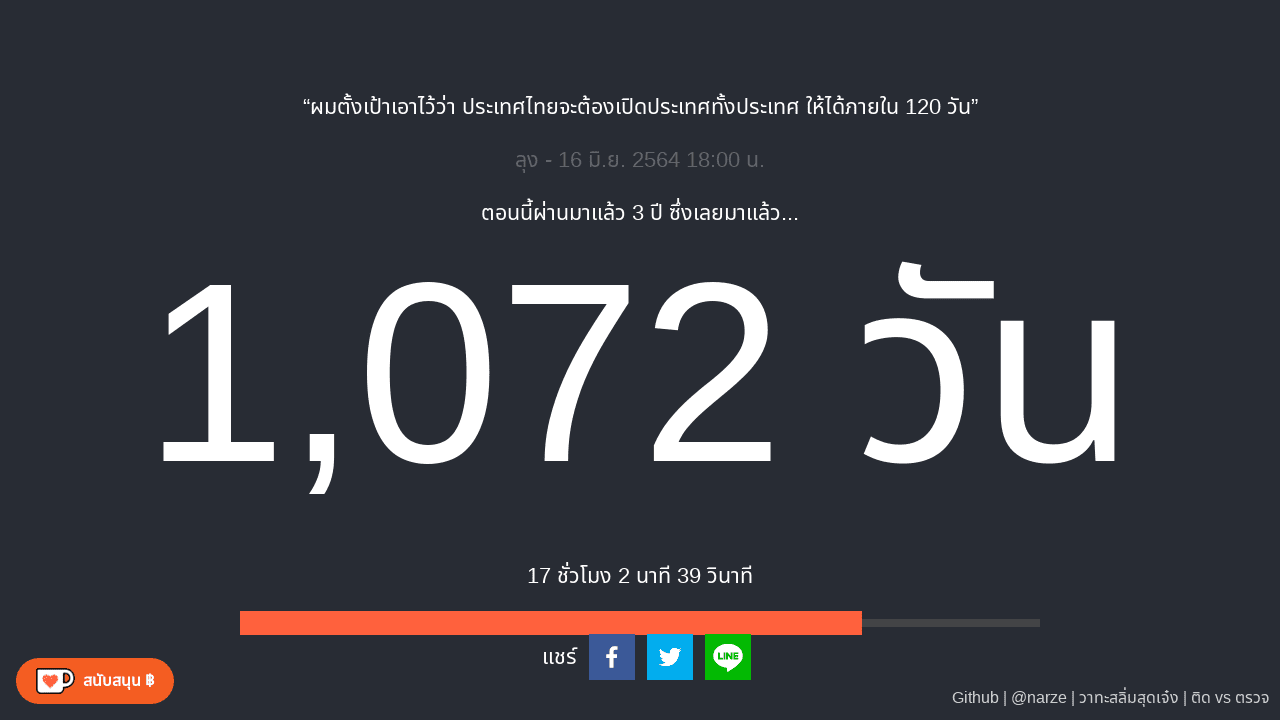 “ผมตั้งเป้าเอาไว้ว่า ประเทศไทยจะต้องเปิดประเทศทั้งประเทศ ให้ได้ภายใน 120 วัน”
ลุง - 16 มิ.ย. 2564 18:00 น.
ตอนนี้ผ่านมาแล้ว 3 ปี ซึ่งเลยมาแล้ว...
1,072 วัน
17 ชั่วโมง 2 นาที 39 วินาที
แชร์
LINE
สนับสนุน ฿
Github | @narze | วาทะสลิ่มสุดเจ๋ง | ติด vs ตรวจ